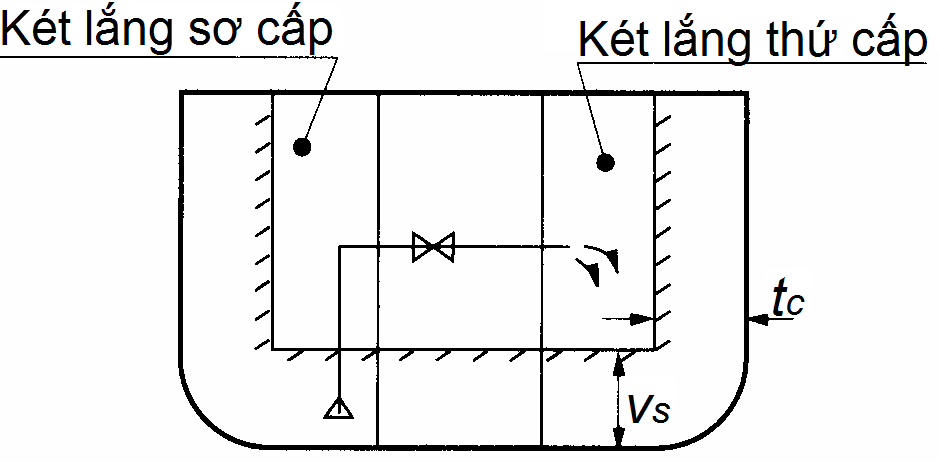 Két lắng sơ cấp
Két lắng thứ cấp
tc
vs